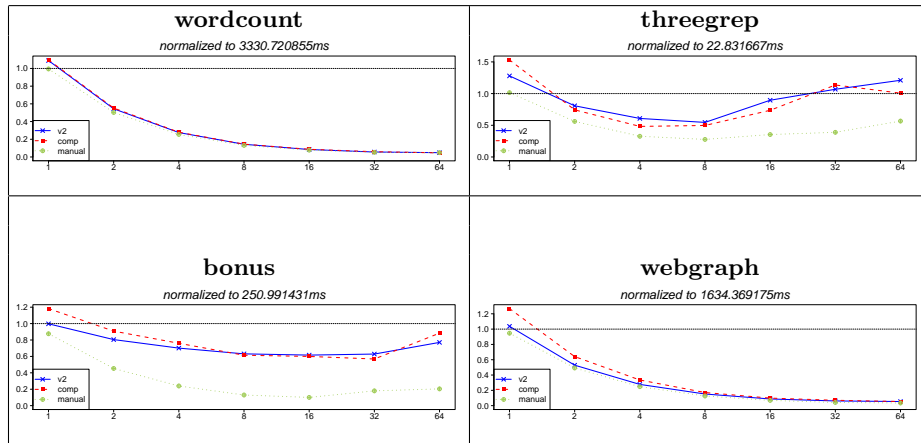 wordcount
normalized to 3330.720855ms
1.0
0.8
0.6
0.4
0.2
0.0
v2
comp
manual
1 2 4 8 16 32 64
threegrep
normalized to 22.831667ms
1.5
1.0
0.5
0.0
v2
comp
manual
1 2 4 8 16 32 64
bonus
normalized to 250.991431ms
1.2
1.0
0.8
0.6
0.4
0.2
0.0
v2
comp
manual
1 2 4 8 16 32 64
webgraph
normalized to 1634.369175ms
1.2
1.0
0.8
0.6
0.4
0.2
0.0
v2
comp
manual
1 2 4 8 16 32 64